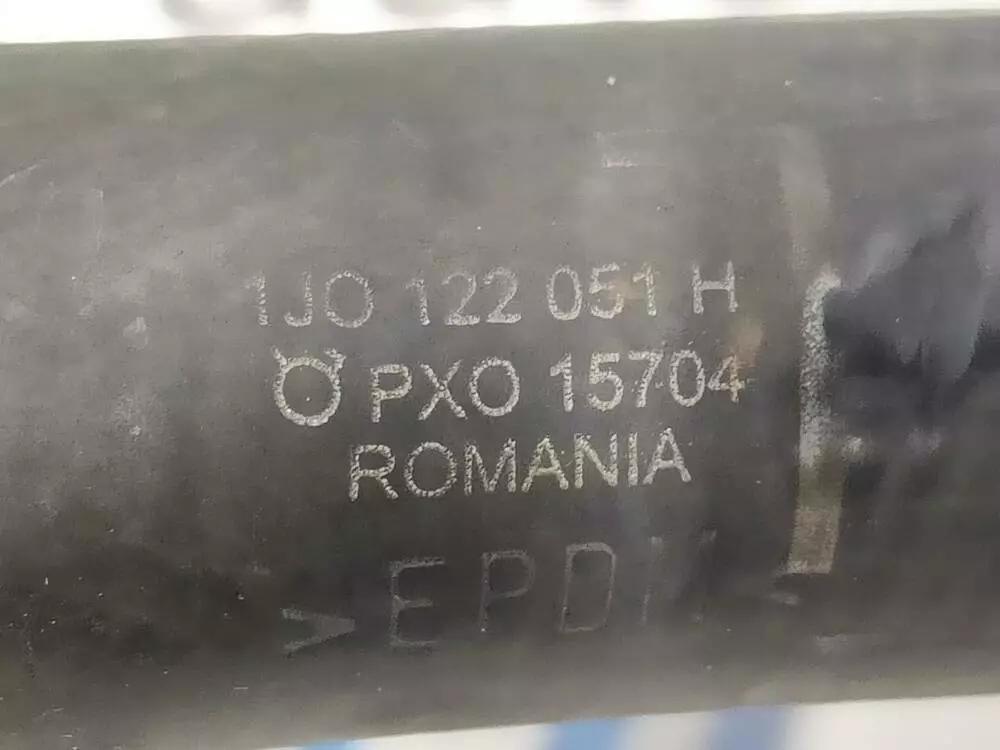 1JO 122 051 H
PXO 15704
ROMANIA
>EPDM<